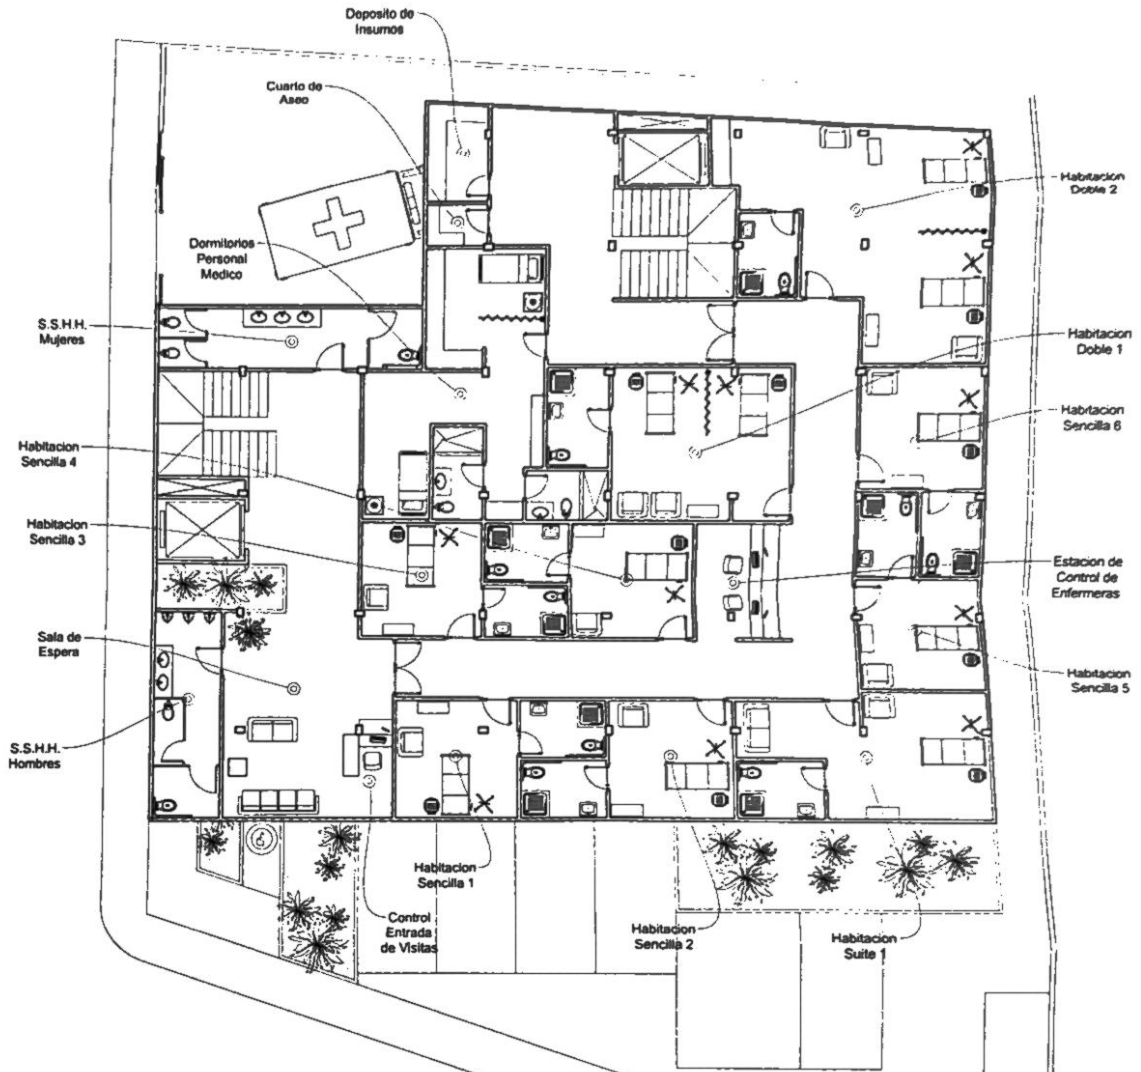 Deposito de
Insumos
Cuarto de
Aseo
Habitacion
Doble 2
Dormitorios
Personal
Medico
S.S.H.H.
Mujeres
Habitacion
Doble 1
Habitacion
Sencilla 6
Habitacion
Sencilla 4
Habitacion
Sencilla 3
Estacion de
Control de
Enfermeras
Sala de
Espera
Habitacion
Sencilla 5
S.S.H.H.
Hombres
Habitacion
Sencilla 1
Control
Entrada
de Visitas
Habitacion
Sencilla 2
Habitacion
Suite 1